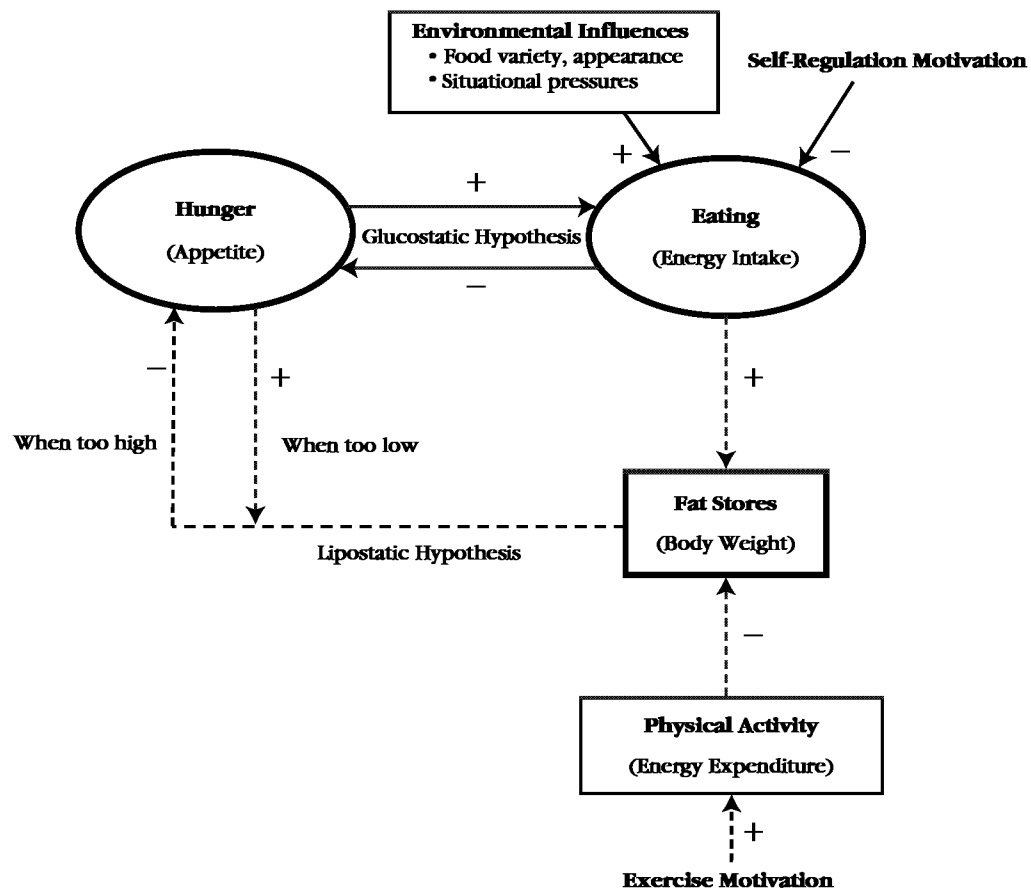 Environmental Influences
• Food variety, appearance
• Situational pressures
Self-Regulation Motivation
+
−
+
Hunger
(Appetite)
Glucostatic Hypothesis
Eating
(Energy Intake)
−
−
+
+
When too high
When too low
Fat Stores
(Body Weight)
Lipostatic Hypothesis
−
Physical Activity
(Energy Expenditure)
+
Exercise Motivation